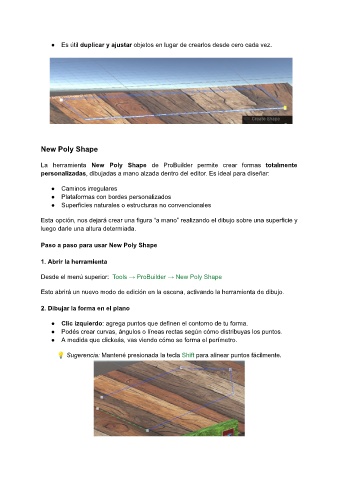 ● Es útil duplicar y ajustar objetos en lugar de crearlos desde cero cada vez.
Create Shape
New Poly Shape
La herramienta New Poly Shape de ProBuilder permite crear formas totalmente
personalizadas, dibujadas a mano alzada dentro del editor. Es ideal para diseñar:
● Caminos irregulares
● Plataformas con bordes personalizados
● Superficies naturales o estructuras no convencionales
Esta opción, nos dejará crear una figura "a mano" realizando el dibujo sobre una superficie y
luego darle una altura determiada.
Paso a paso para usar New Poly Shape
1. Abrir la herramienta
Desde el menú superior: Tools → ProBuilder → New Poly Shape
Esto abrirá un nuevo modo de edición en la escena, activando la herramienta de dibujo.
2. Dibujar la forma en el plano
● Clic izquierdo: agrega puntos que definen el contorno de tu forma.
● Podés crear curvas, ángulos o líneas rectas según cómo distribuyas los puntos.
● A medida que clickeás, vas viendo cómo se forma el perímetro.
💡 Sugerencia: Mantené presionada la tecla Shift para alinear puntos fácilmente.